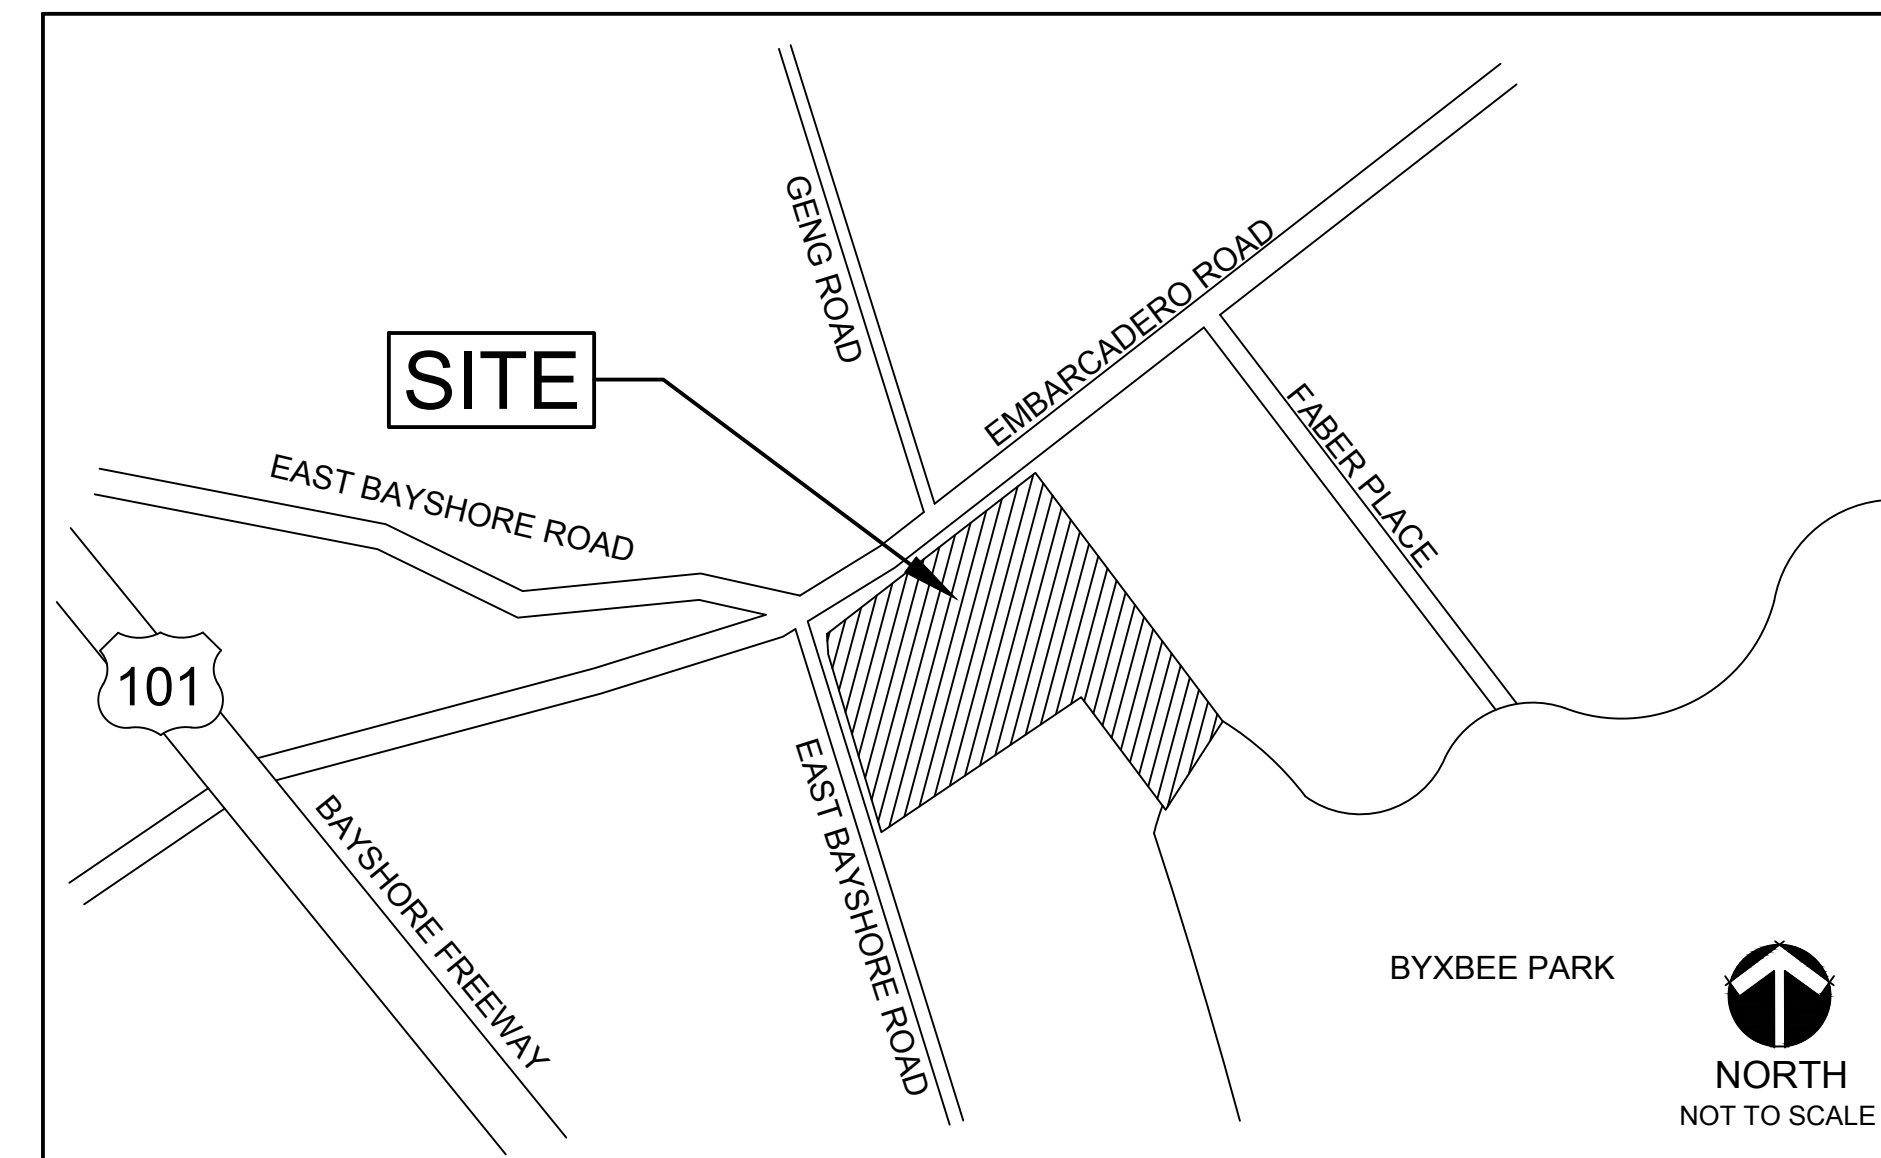 GENG ROAD
EMBARCADERO ROAD
SITE
FABER PLACE
EAST BAYSHORE ROAD
101
EAST BAYSHORE ROAD
BAYSHORE FREEWAY
BYXBEE PARK
NORTH
NOT TO SCALE